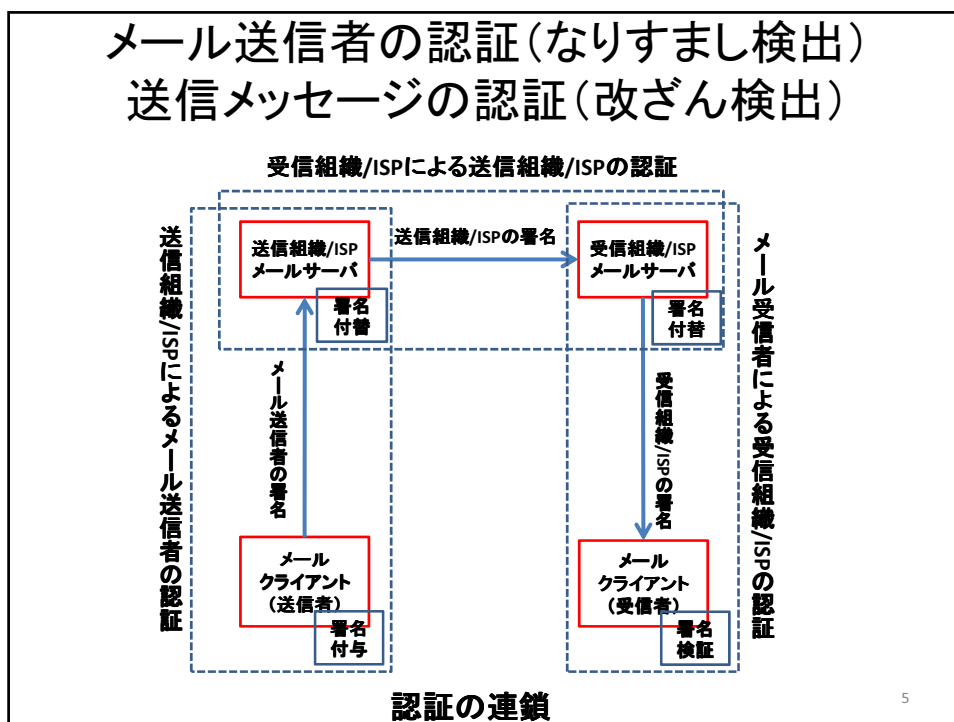 メール送信者の認証(なりすまし検出)
送信メッセージの認証(改ざん検出)
受信組織/ISPによる送信組織/ISPの認証
送信組織/ISPによるメール送信者の認証
送信組織/ISP
メールサーバ
署名
付替
送信組織/ISPの署名
受信組織/ISP
メールサーバ
署名
付替
メール受信者による受信組織/ISPの認証
メール送信者の署名
受信組織/ISPの署名
メール
クライアント
(送信者)
署名
付与
メール
クライアント
(受信者)
署名
検証
認証の連鎖
5